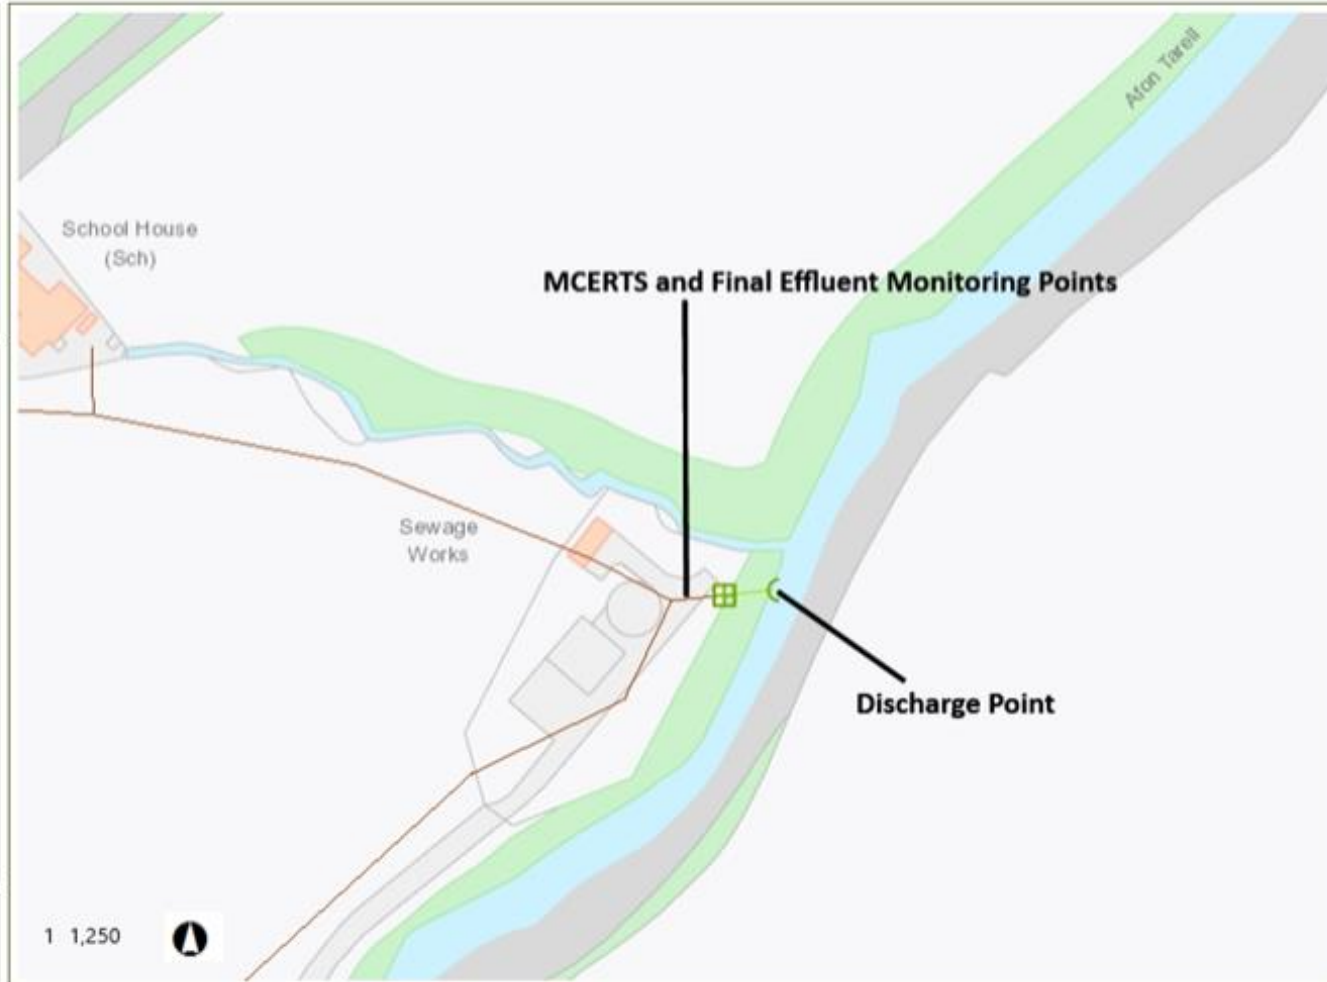 Afon Tarell
School House
(Sch)
MCERTS and Final Effluent Monitoring Points
Sewage
Works
Discharge Point
1 1,250